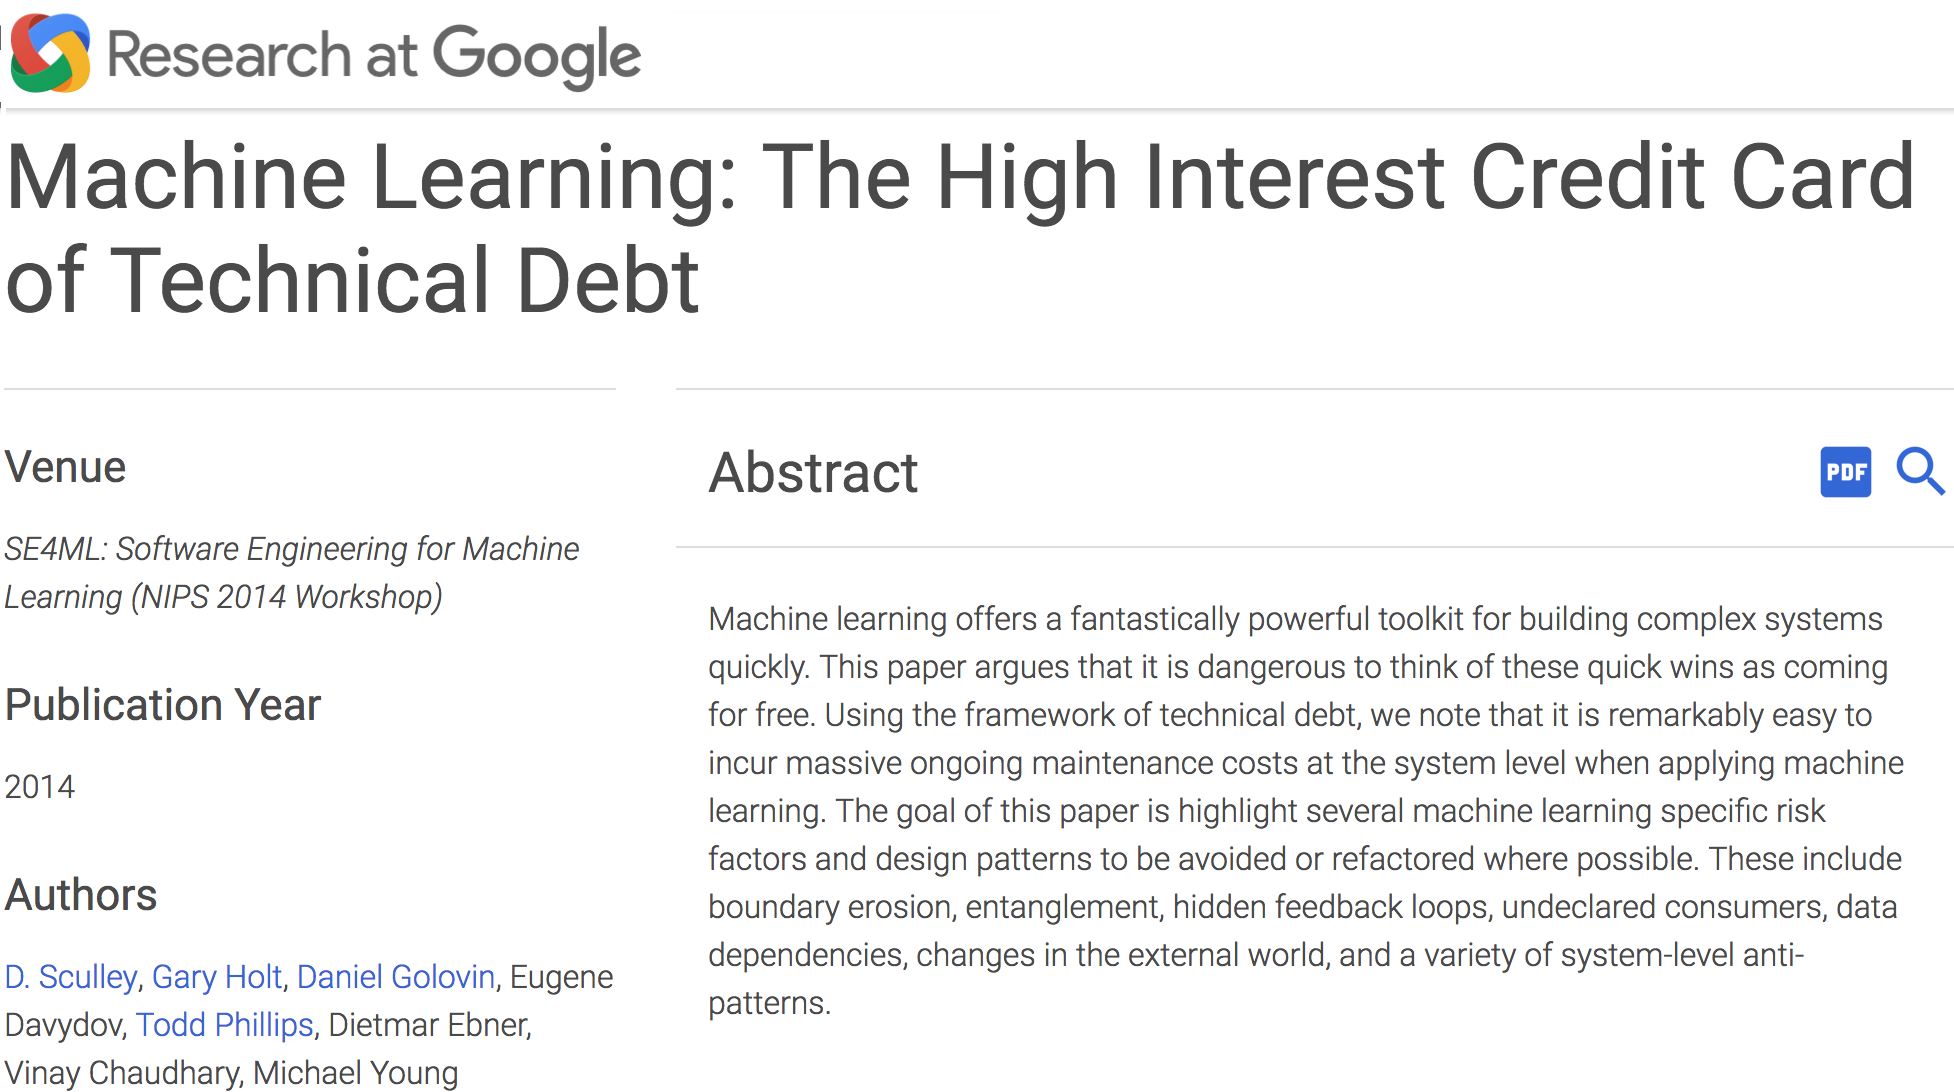 Research at Google
Machine Learning: The High Interest Credit Card
of Technical Debt
Venue
SE4ML: Software Engineering for Machine
Learning (NIPS 2014 Workshop)
Publication Year
2014
Authors
D. Sculley, Gary Holt, Daniel Golovin, Eugene
Davydov, Todd Phillips, Dietmar Ebner,
Vinay Chaudhary, Michael Young
Abstract
PDF
Machine learning offers a fantastically powerful toolkit for building complex systems
quickly. This paper argues that it is dangerous to think of these quick wins as coming
for free. Using the framework of technical debt, we note that it is remarkably easy to
incur massive ongoing maintenance costs at the system level when applying machine
learning. The goal of this paper is highlight several machine learning specific risk
factors and design patterns to be avoided or refactored where possible. These include
boundary erosion, entanglement, hidden feedback loops, undeclared consumers, data
dependencies, changes in the external world, and a variety of system-level anti-
patterns.